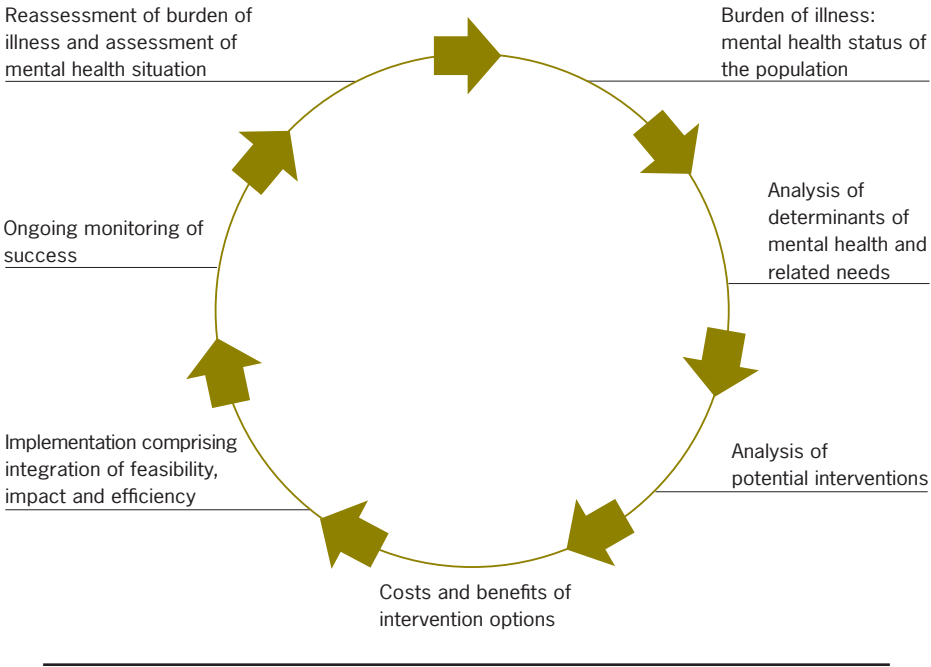 Reassessment of burden of
illness and assessment of
mental health situation
Burden of illness:
mental health status of
the population
Analysis of
determinants of
mental health and
related needs
Analysis of
potential interventions
Costs and benefits of
intervention options
Implementation comprising
integration of feasibility,
impact and efficiency
Ongoing monitoring of
success